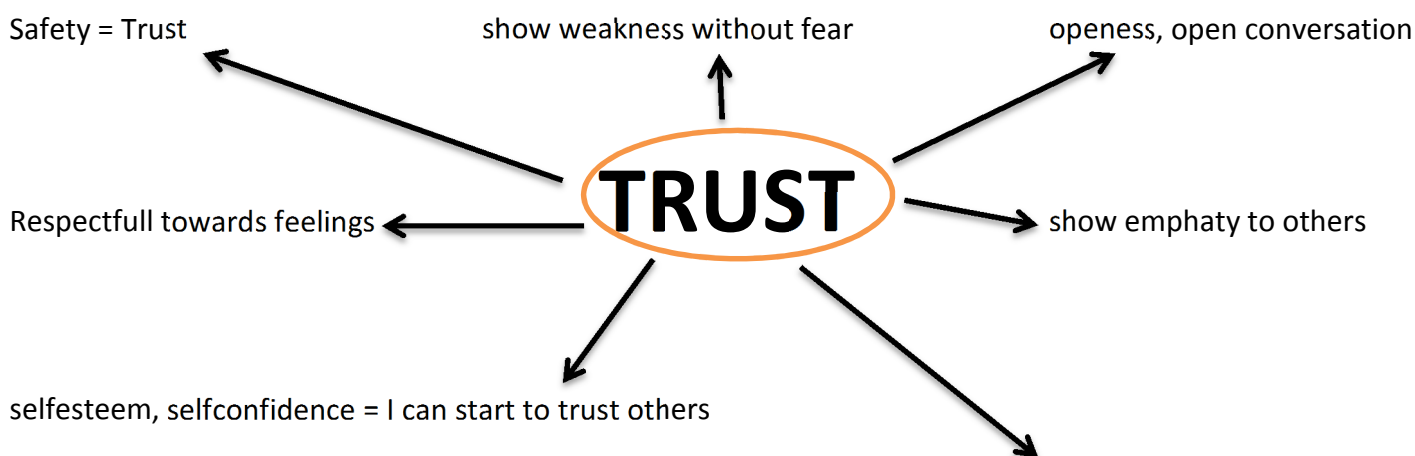 Safety = Trust
show weakness without fear
openess, open conversation
TRUST
Respectfull towards feelings
show emphaty to others
selfesteem, selfconfidence = I can start to trust others